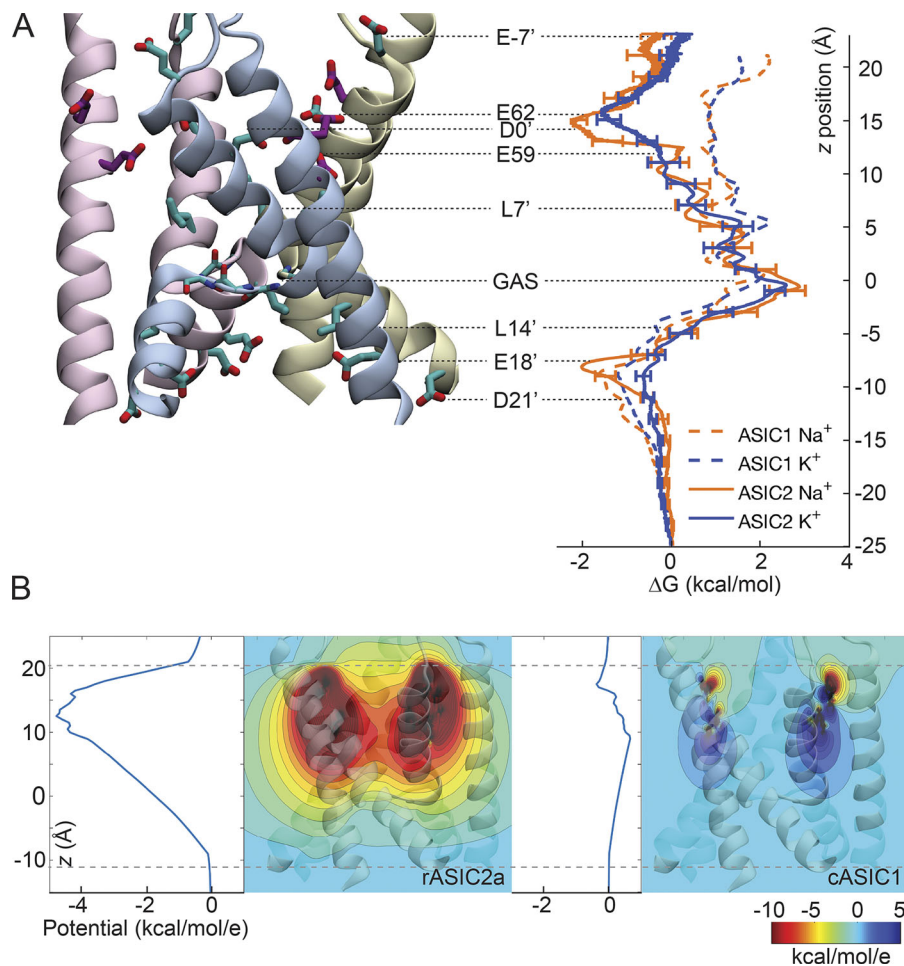 A
E-7’
E62
D0’
E59
L7’
GAS
L14’
E18’
D21’
20
15
10
5
0
-5
-10
-15
-20
-25
z position (Å)
ASIC1 Na+
ASIC1 K+
ASIC2 Na+
ASIC2 K+
-2 0 2 4
ΔG (kcal/mol)
B
20
10
0
-10
z (Å)
-4 -2 0
Potential (kcal/mol/e)
rASIC2a
-2 0
cASIC1
-10 -5 0 5
kcal/mol/e